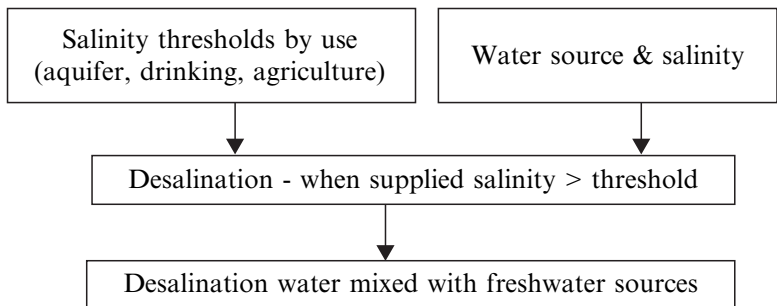 Salinity thresholds by use
(aquifer, drinking, agriculture)
Water source & salinity
Desalination - when supplied salinity > threshold
Desalination water mixed with freshwater sources